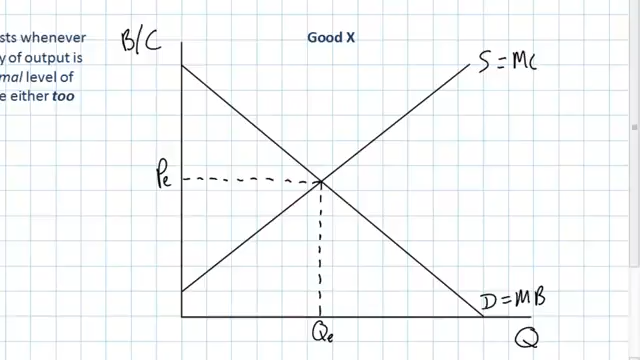 sts whenever
y of output is
mal level of
e either too
B/C
Good X
S = MC
Pe
D = MB
Qe
Q